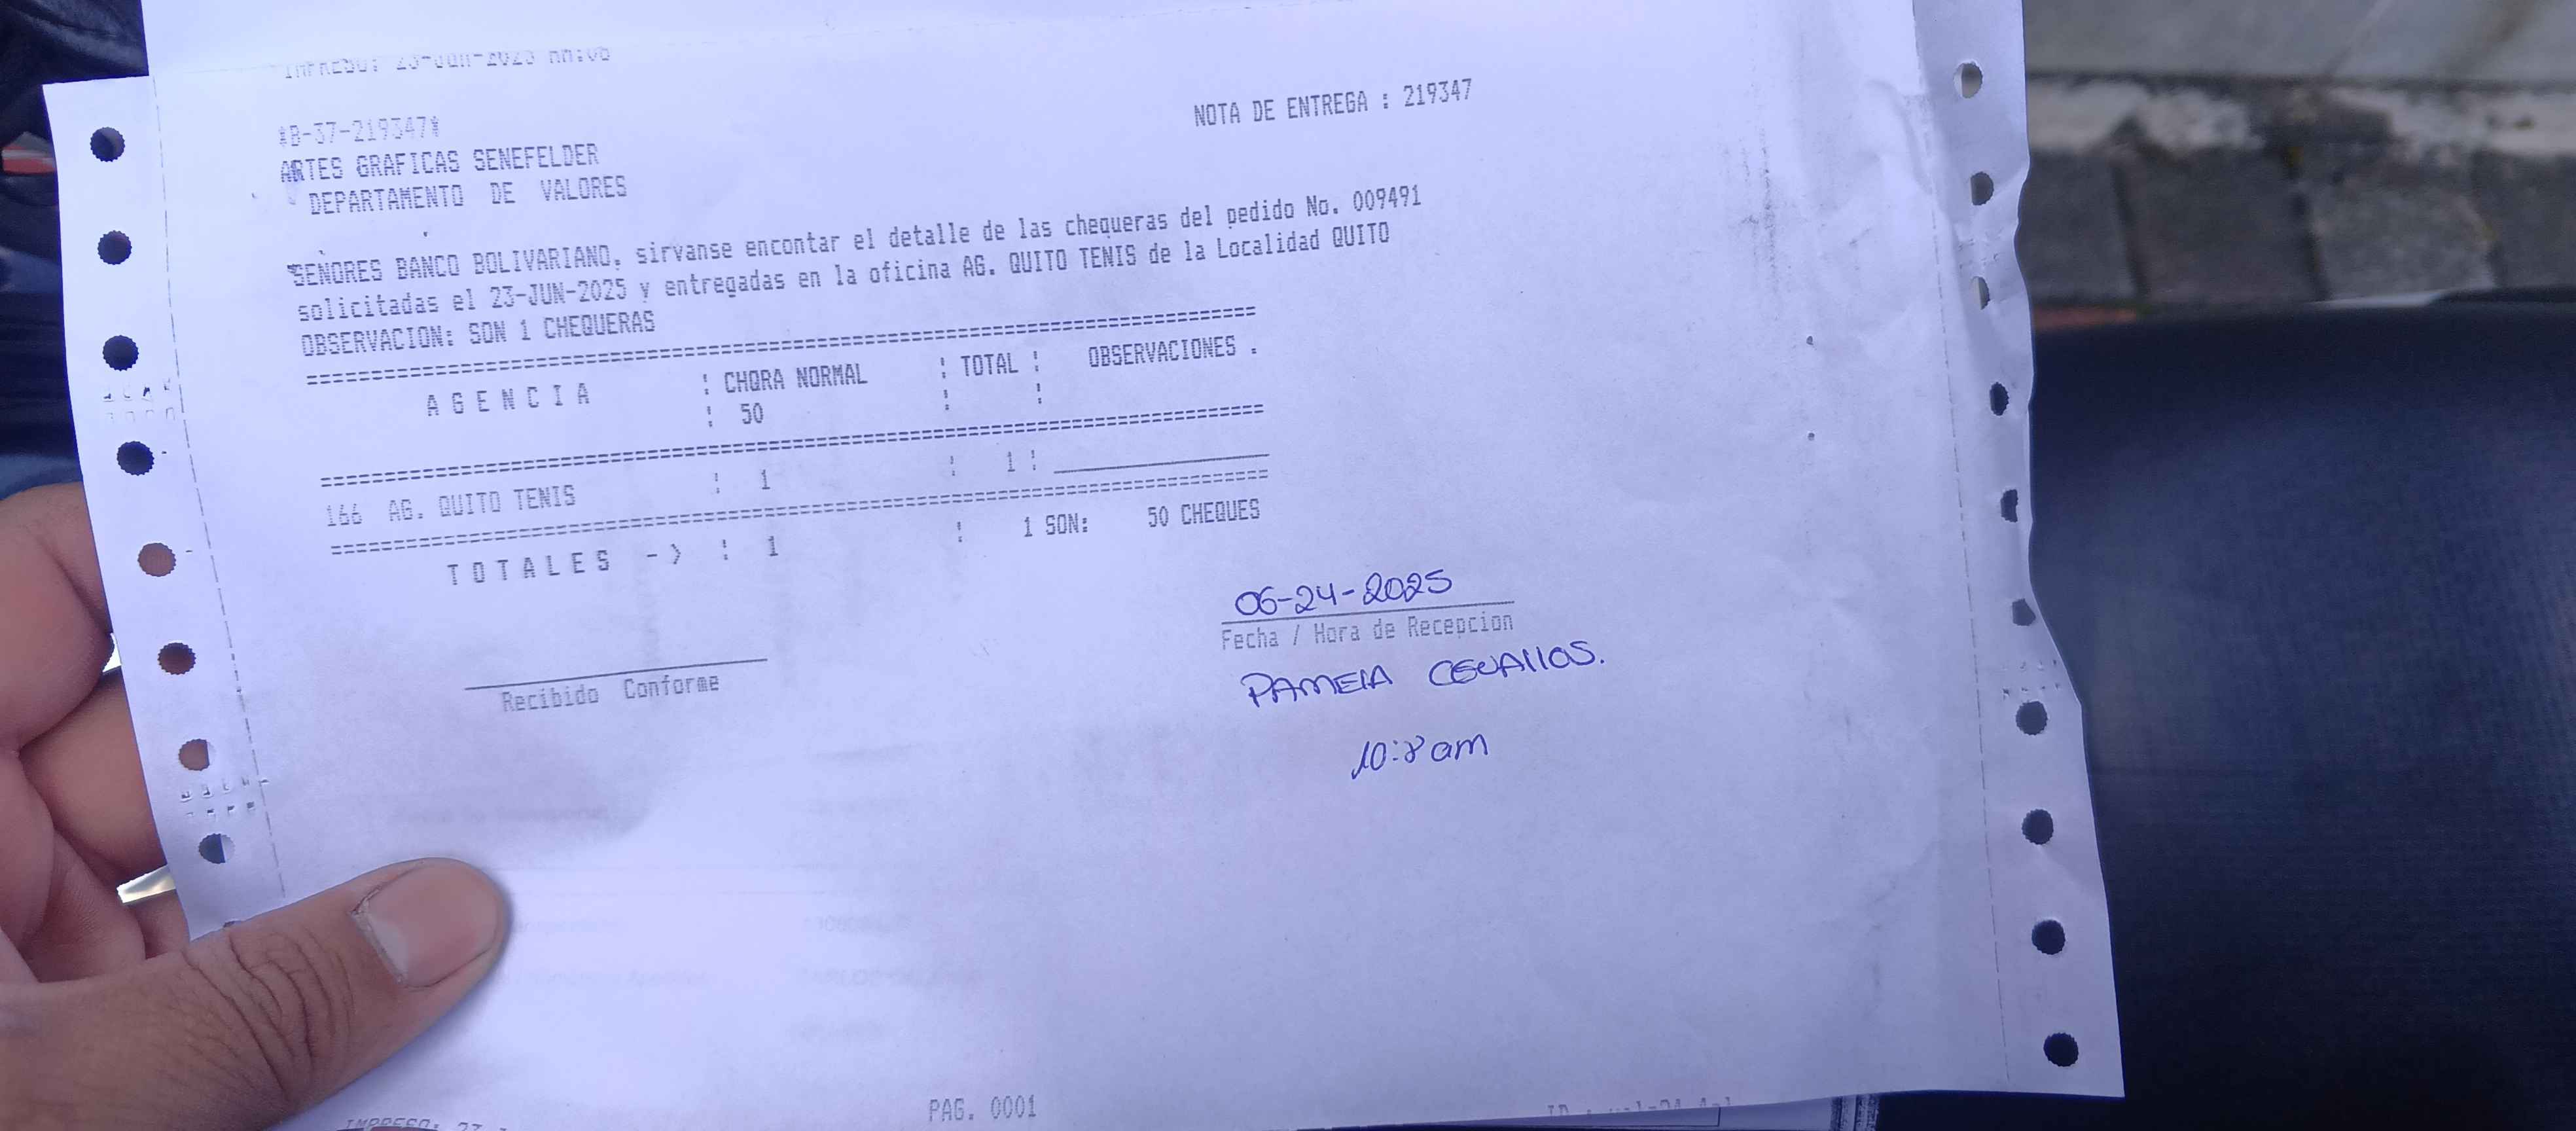 IMPRESO: 23-Jun-2025
NOTA DE ENTREGA : 219347
*B-37-219347*
ARTES GRAFICAS SENEFELDER
DEPARTAMENTO DE VALORES
SEÑORES BANCO BOLIVARIANO, sirvanse encontar el detalle de las chequeras del pedido No. 009491
solicitadas el 23-JUN-2025 y entregadas en la oficina AG. QUITO TENIS de la Localidad QUITO
OBSERVACION: SON 1 CHEQUERAS
A G E N C I A : CHQRA NORMAL : TOTAL : OBSERVACIONES .
: 50 : :
166 AG. QUITO TENIS : 1 : 1 :
T O T A L E S -> : 1 : 1 SON: 50 CHEQUES
06-24-2025
Fecha / Hora de Recepcion
PAMELA CEVALLOS.
Recibido Conforme
10:8 am
PAG. 0001